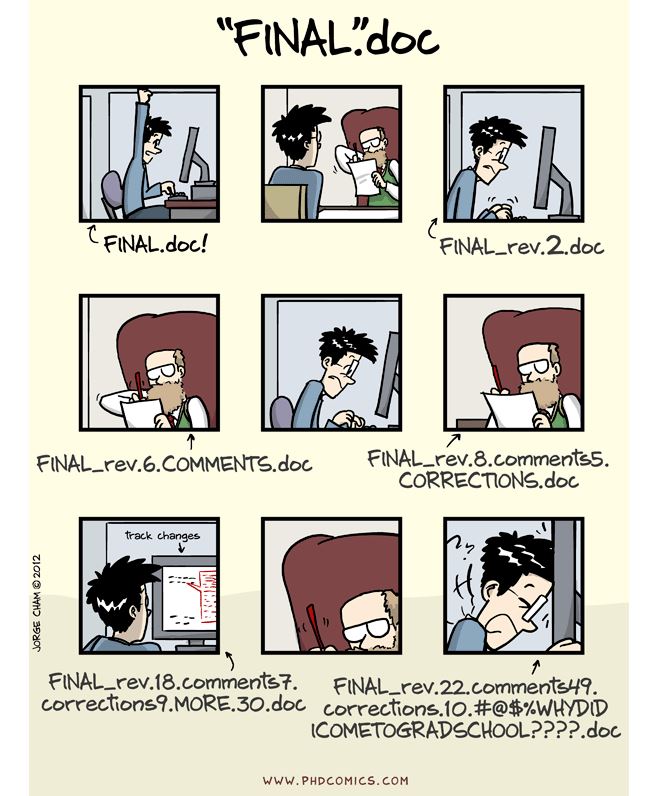 "FINAL".doc
FINAL.doc!
FINAL_rev.2.doc
FINAL_rev.6.COMMENTS.doc
FINAL_rev.8.comments5.
CORRECTIONS.doc
track changes
FINAL_rev.18.comments7.
corrections9.MORE.30.doc
FINAL_rev.22.comments49.
corrections.10.#@$%WHYDID
ICOMETOGRADSCHOOL????.doc
JORGE CHAM © 2012
WWW.PHDCOMICS.COM